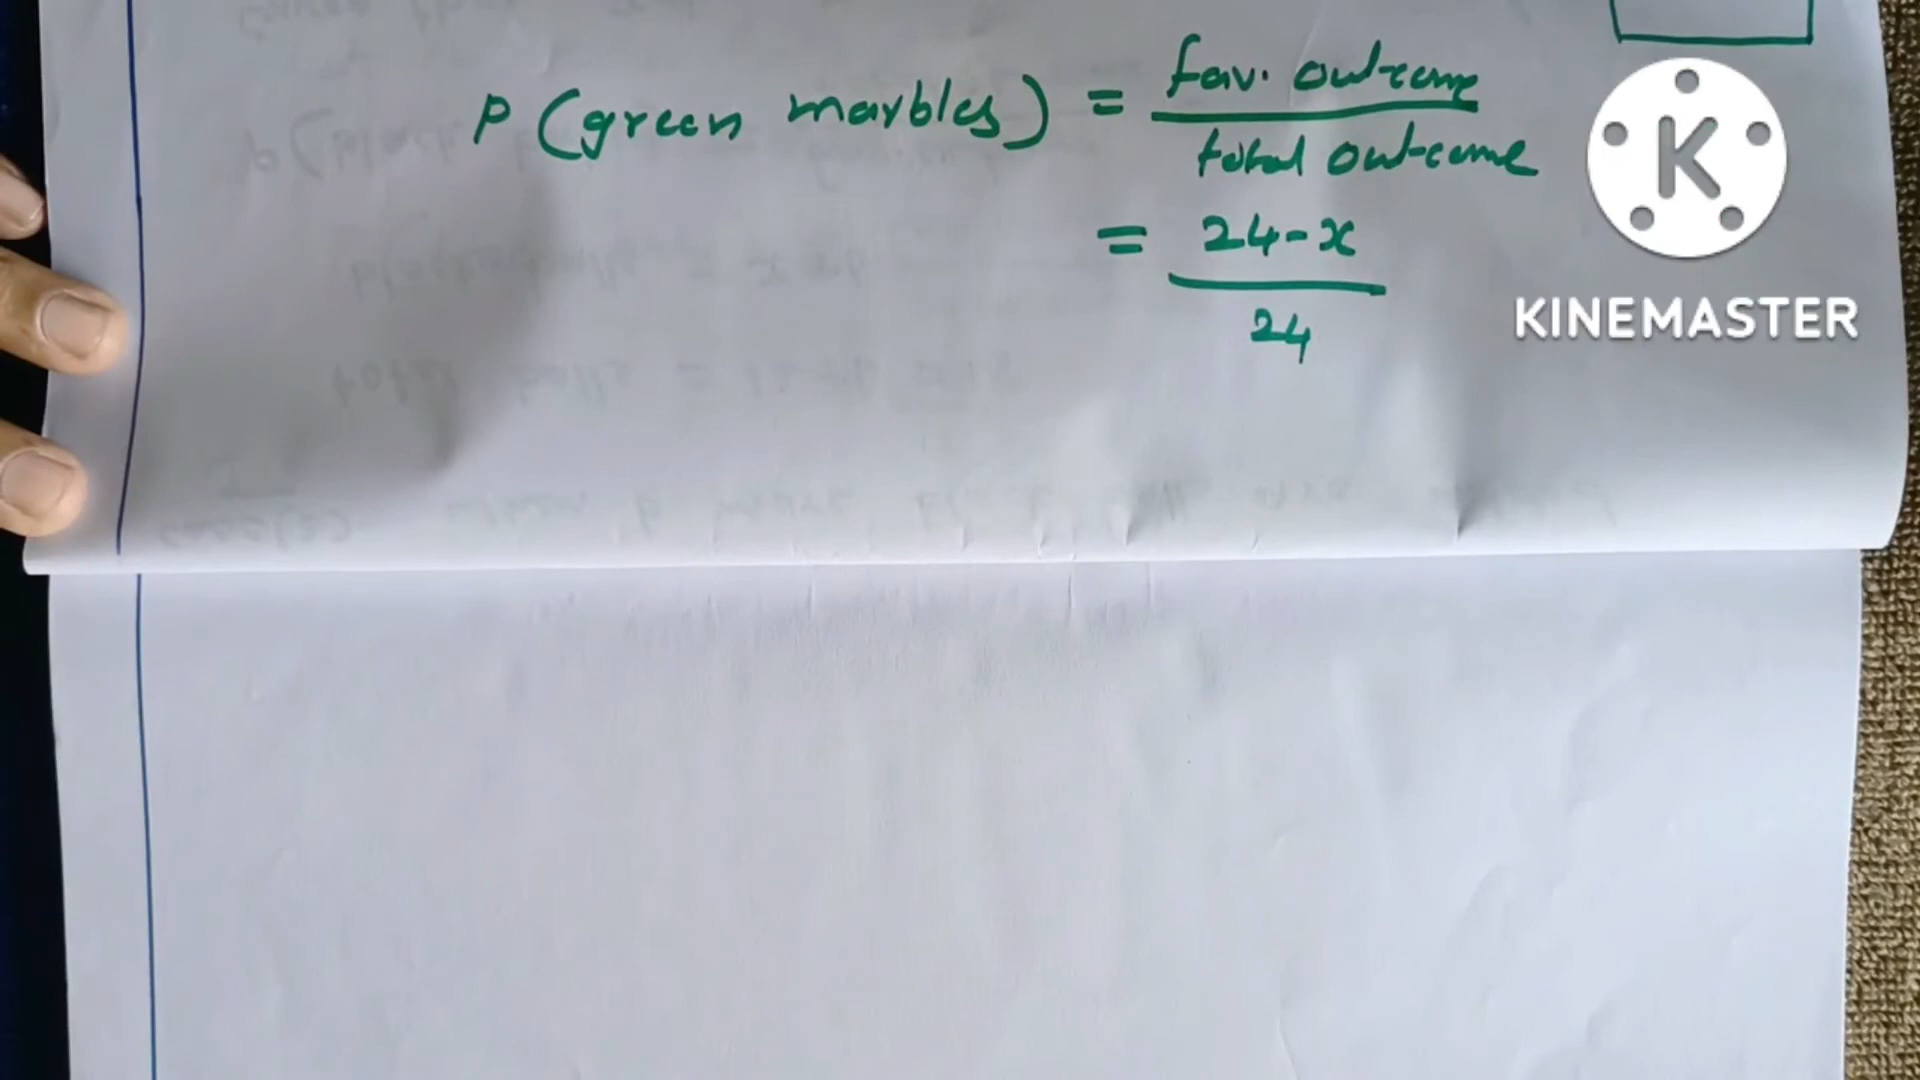 P (green marbles) = fav. outcome / total outcome
= 24-x / 24
K
KINEMASTER